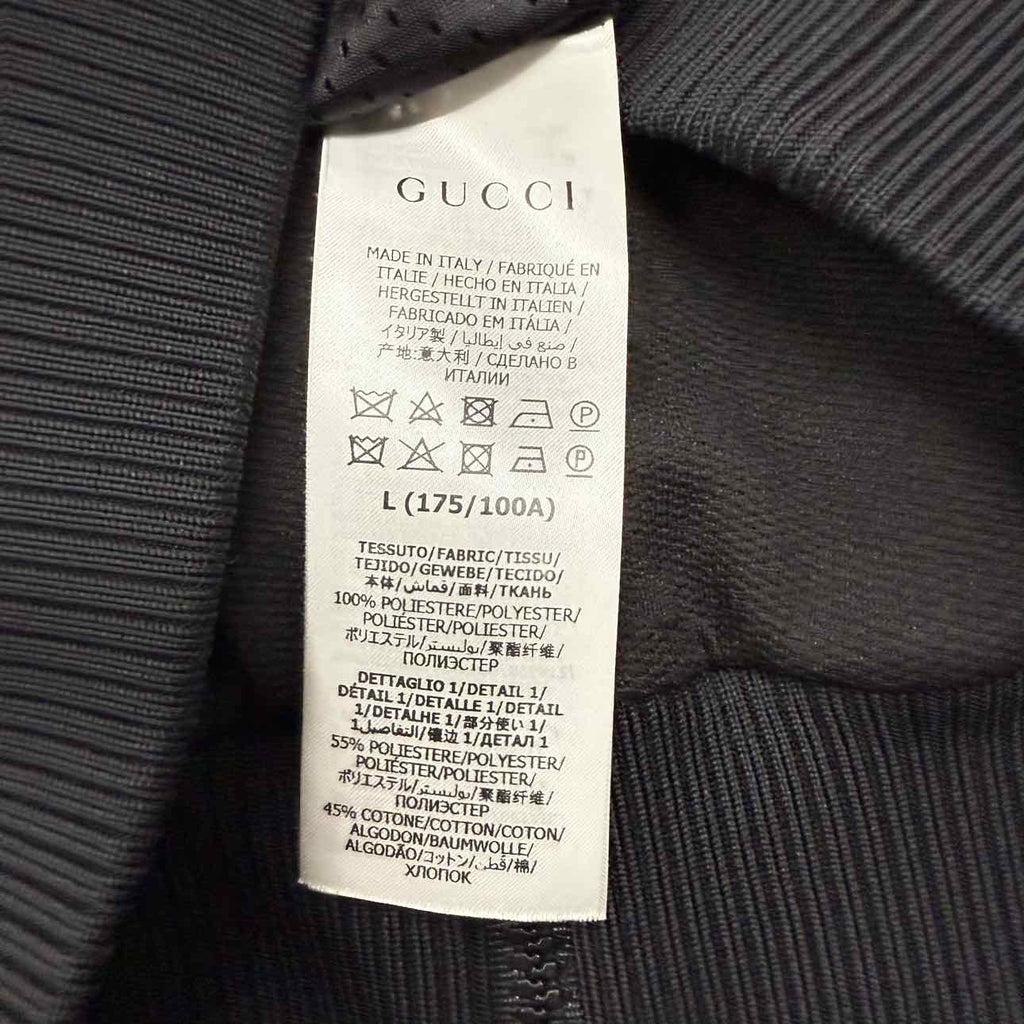 GUCCI
MADE IN ITALY / FABRIQUÉ EN
ITALIE / HECHO EN ITALIA /
HERGESTELLT IN ITALIEN /
FABRICADO EM ITÁLIA /
イタリア製 / صنع في إيطاليا /
产地:意大利 / СДЕЛАНО В
ИТАЛИИ
P
P
L (175/100A)
TESSUTO/FABRIC/TISSU/
TEJIDO/GEWEBE/TECIDO/
本体/قماش/面料/ТКАНЬ
100% POLIESTERE/POLYESTER/
POLIÉSTER/POLIESTER/
ポリエステル/بوليستر/聚酯纤维/
ПОЛИЭСТЕР
DETTAGLIO 1/DETAIL 1/
DÉTAIL 1/DETALLE 1/DETAIL
1/DETALHE 1/部分使い 1/
التفاصيل1/镶边 1/ДЕТАЛ 1
55% POLIESTERE/POLYESTER/
POLIÉSTER/POLIESTER/
ポリエステル/بوليستر/聚酯纤维/
ПОЛИЭСТЕР
45% COTONE/COTTON/COTON/
ALGODON/BAUMWOLLE/
ALGODÃO/コットン/قطن/棉/
ХЛОПОК